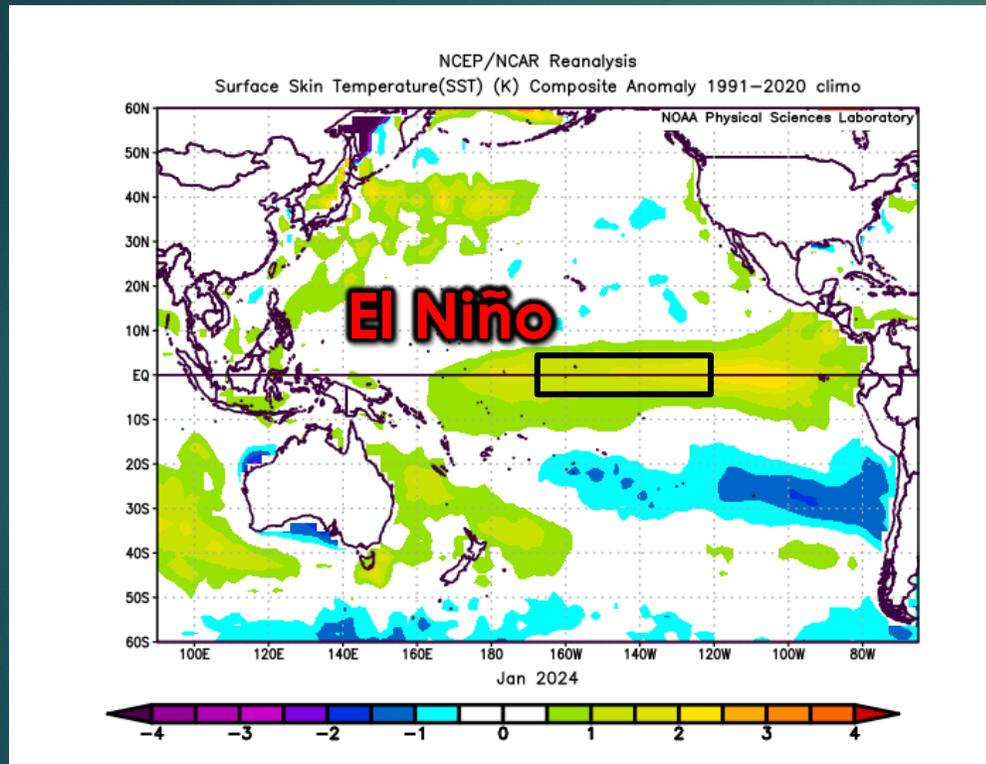 NCEP/NCAR Reanalysis
Surface Skin Temperature(SST) (K) Composite Anomaly 1991−2020 climo
NOAA Physical Sciences Laboratory
60N
50N
40N
30N
20N
El Niño
10N
EQ
10S
20S
30S
40S
50S
60S
100E 120E 140E 160E 180 160W 140W 120W 100W 80W
Jan 2024
−4 −3 −2 −1 0 1 2 3 4